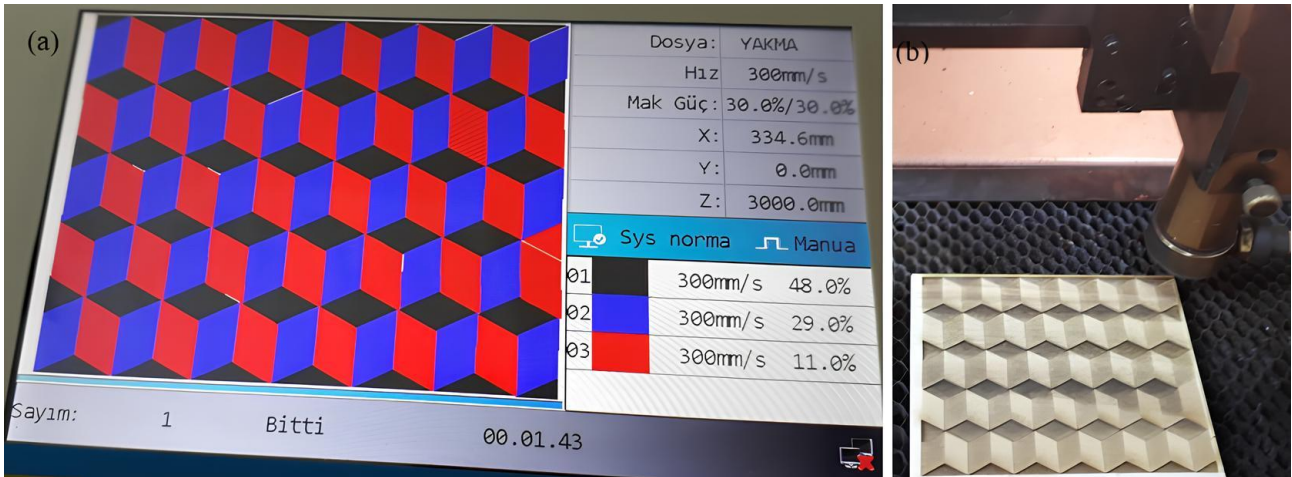 (a)
Dosya: YAKMA
Hız 300mm/s
Mak Güç: 30.0%/30.0%
X: 334.6mm
Y: 0.0mm
Z: 3000.0mm
Sys norma Manua
01 300mm/s 48.0%
02 300mm/s 29.0%
03 300mm/s 11.0%
Sayım: 1 Bitti 00.01.43
(b)